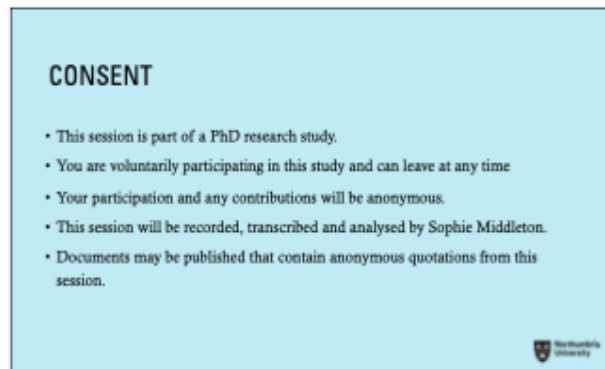 CONSENT
• This session is part of a PhD research study.
• You are voluntarily participating in this study and can leave at any time
• Your participation and any contributions will be anonymous.
• This session will be recorded, transcribed and analysed by Sophie Middleton.
• Documents may be published that contain anonymous quotations from this
session.
Northumbria
University